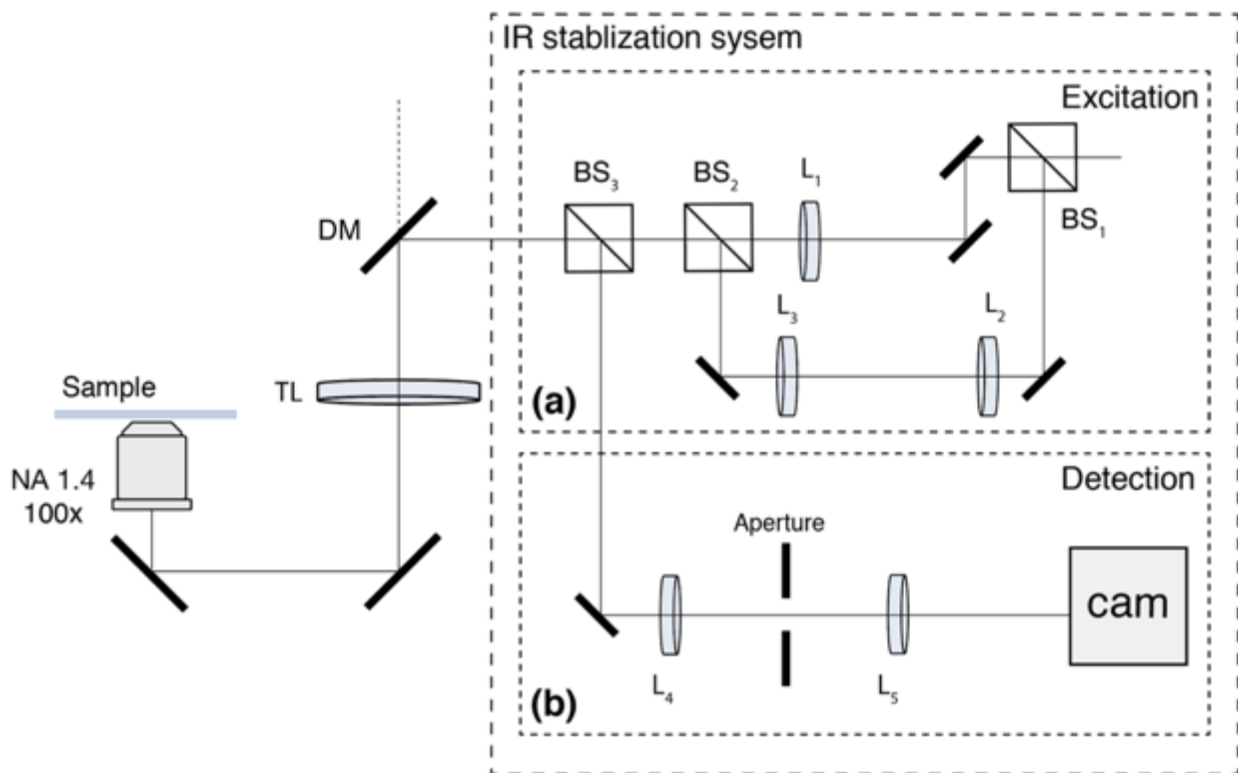 IR stablization sysem
Excitation
BS₃
BS₂
L₁
BS₁
DM
L₃
L₂
(a)
Sample
TL
NA 1.4
100x
Detection
Aperture
cam
L₄
L₅
(b)